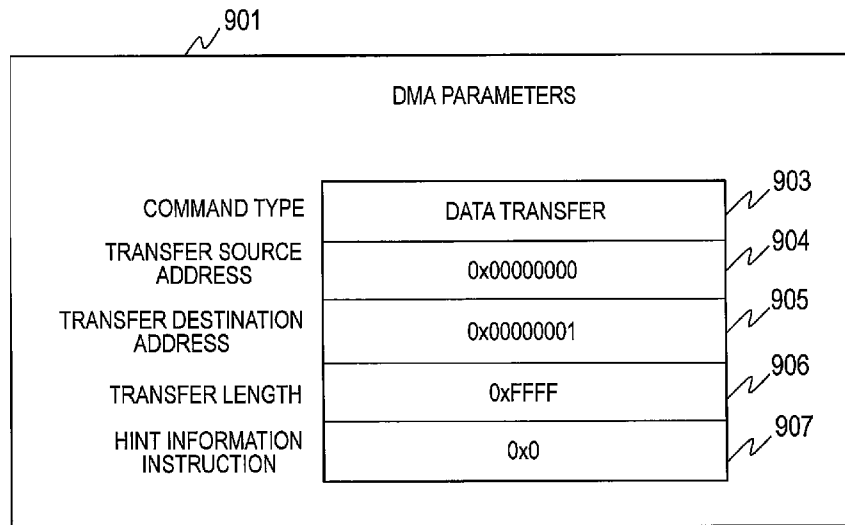 901
DMA PARAMETERS
903
COMMAND TYPE
DATA TRANSFER
904
TRANSFER SOURCE
ADDRESS
0x00000000
905
TRANSFER DESTINATION
ADDRESS
0x00000001
906
TRANSFER LENGTH
0xFFFF
907
HINT INFORMATION
INSTRUCTION
0x0